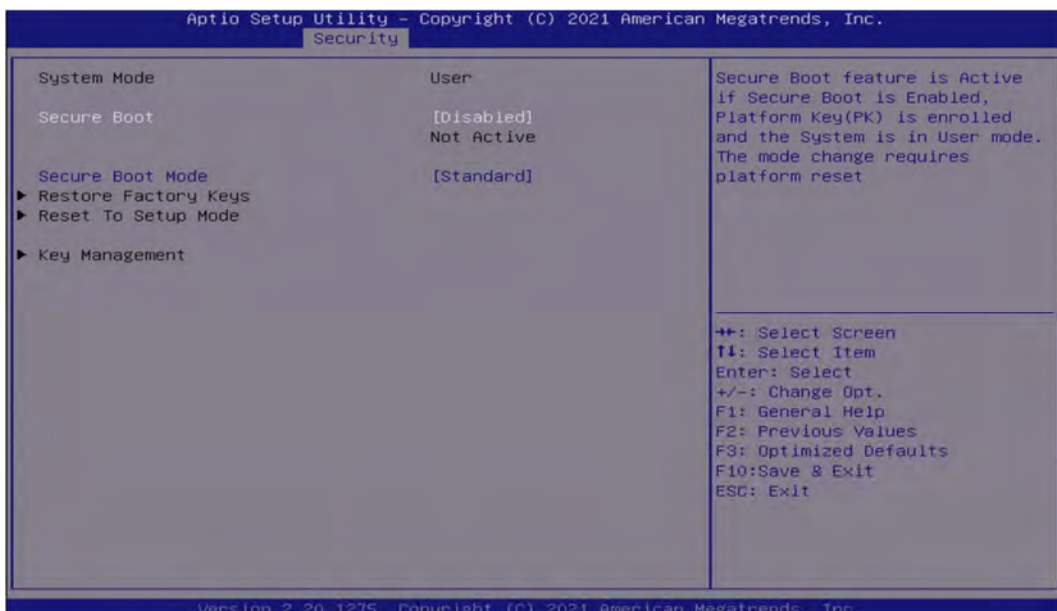 Aptio Setup Utility – Copyright (C) 2021 American Megatrends, Inc.
Security
System Mode User
Secure Boot [Disabled]
Not Active
Secure Boot Mode [Standard]
▶ Restore Factory Keys
▶ Reset To Setup Mode
▶ Key Management
Secure Boot feature is Active
if Secure Boot is Enabled,
Platform Key(PK) is enrolled
and the System is in User mode.
The mode change requires
platform reset
→←: Select Screen
↑↓: Select Item
Enter: Select
+/-: Change Opt.
F1: General Help
F2: Previous Values
F3: Optimized Defaults
F10:Save & Exit
ESC: Exit
Version 2.20.1275. Copyright (C) 2021 American Megatrends, Inc.